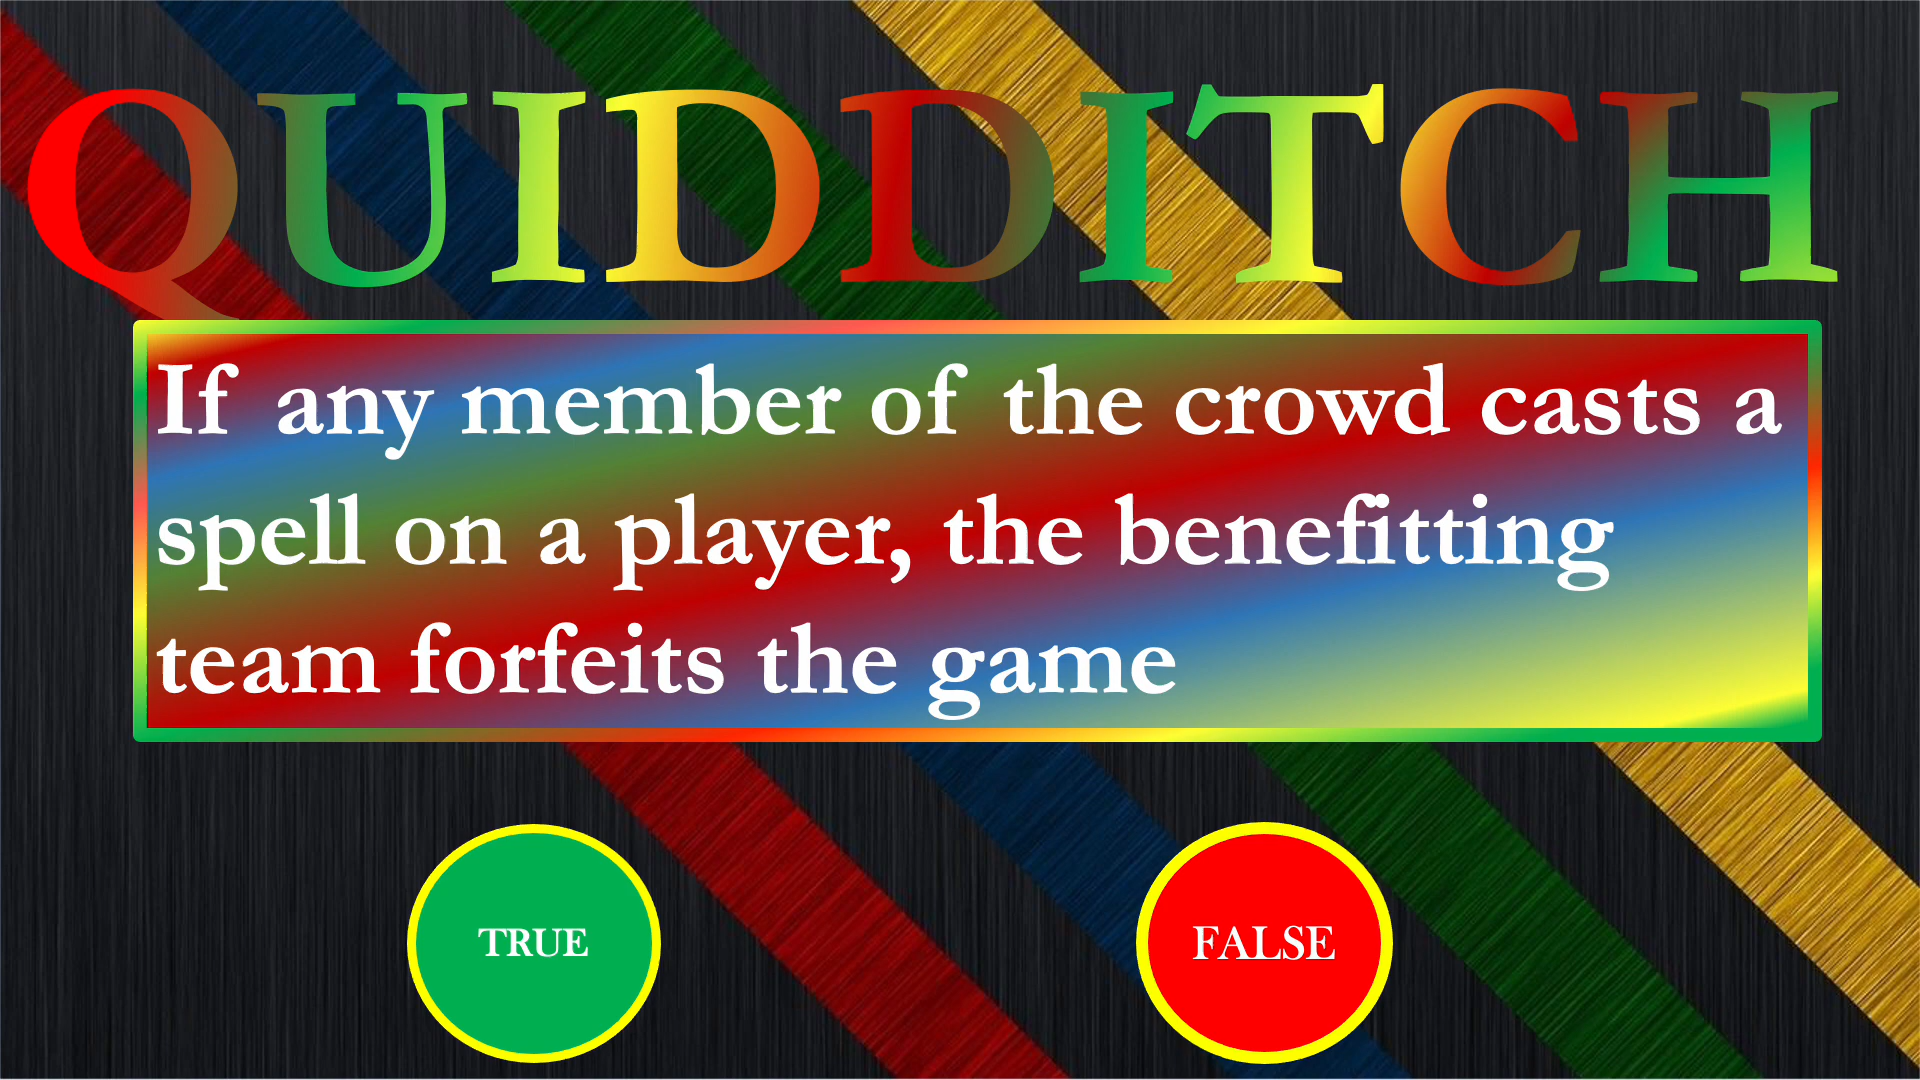 QUIDDITCH
If any member of the crowd casts a
spell on a player, the benefitting
team forfeits the game
TRUE
FALSE